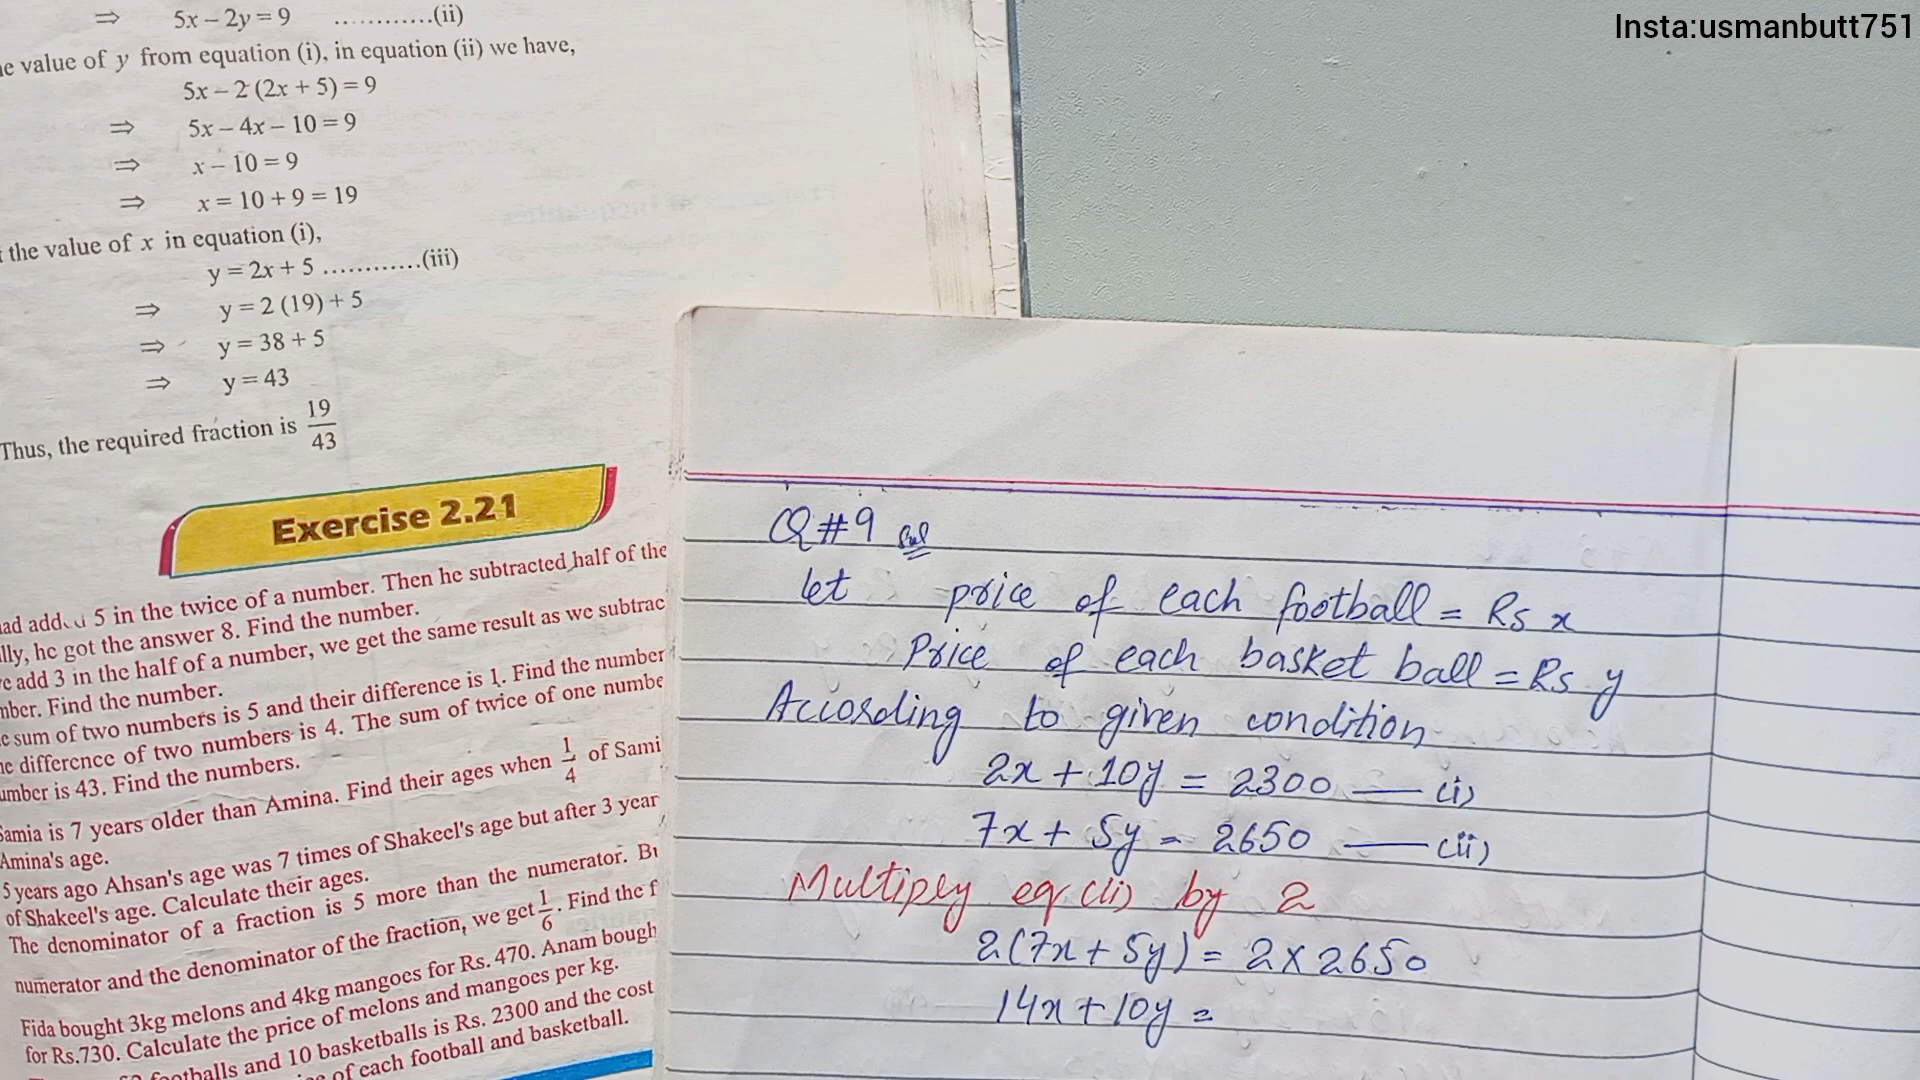 Insta:usmanbutt751
⇒ 5x – 2y = 9 ............(ii)
value of y from equation (i), in equation (ii) we have,
5x – 2 (2x + 5) = 9
⇒ 5x – 4x – 10 = 9
⇒ x – 10 = 9
⇒ x = 10 + 9 = 19
the value of x in equation (i),
y = 2x + 5 ............(iii)
⇒ y = 2 (19) + 5
⇒ y = 38 + 5
⇒ y = 43
Thus, the required fraction is 19/43
Exercise 2.21
5 in the twice of a number. Then he subtracted half of the
he got the answer 8. Find the number.
add 3 in the half of a number, we get the same result as we
Find the number.
sum of two numbers is 5 and their difference is 1. Find the number
difference of two numbers is 4. The sum of twice of one
is 43. Find the numbers.
Samia is 7 years older than Amina. Find their ages when 1/4 of
Amina's age.
5 years ago Ahsan's age was 7 times of Shakeel's age but after 3
of Shakeel's age. Calculate their ages.
The denominator of a fraction is 5 more than the numerator.
numerator and the denominator of the fraction, we get 1/6. Find the
Fida bought 3kg melons and 4kg mangoes for Rs. 470. Anam
for Rs.730. Calculate the price of melons and mangoes per kg.
footballs and 10 basketballs is Rs. 2300 and the cost
of each football and basketball.
Q#9 Sol
let price of each football = Rs x
Price of each basket ball = Rs y
According to given condition
2x + 10y = 2300 — (i)
7x + 5y = 2650 — (ii)
Multiply eq (ii) by 2
2(7x + 5y) = 2 × 2650
14x + 10y =